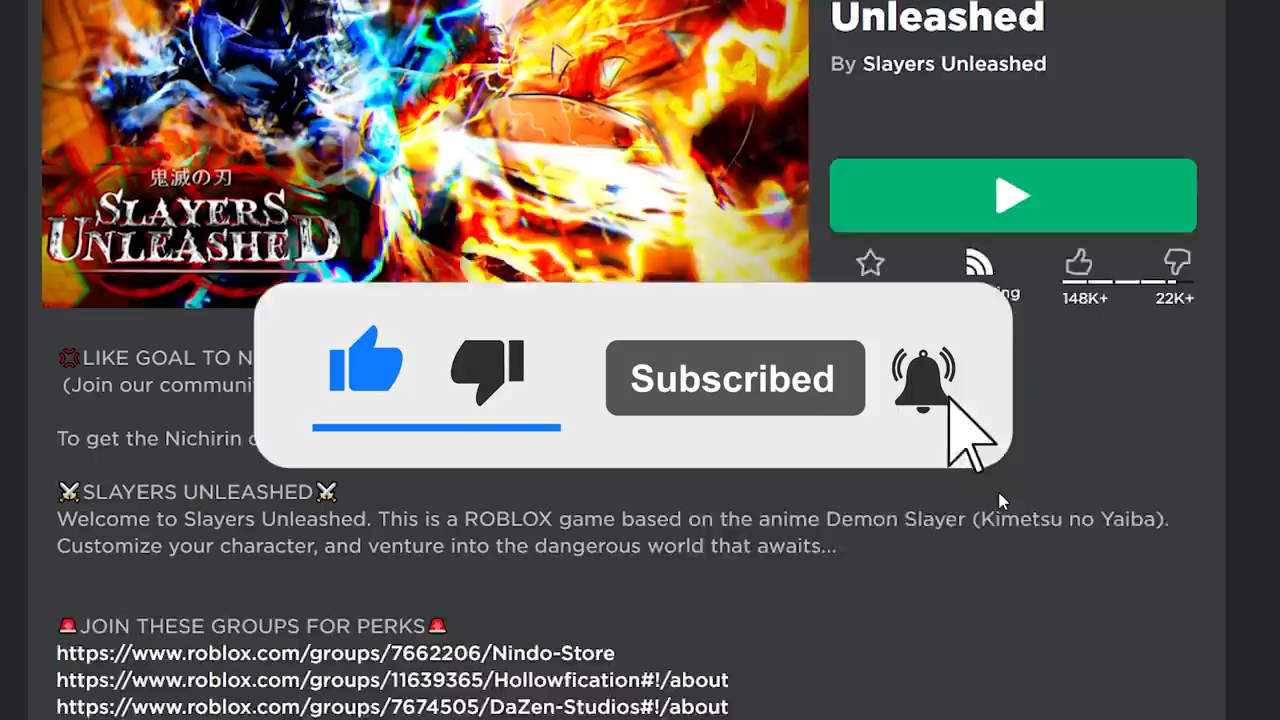 Unleashed
By Slayers Unleashed
鬼滅の刃
SLAYERS
UNLEASHED
148K+
22K+
💢LIKE GOAL TO N
(Join our communi
Subscribed
To get the Nichirin
⚔️SLAYERS UNLEASHED⚔️
Welcome to Slayers Unleashed. This is a ROBLOX game based on the anime Demon Slayer (Kimetsu no Yaiba).
Customize your character, and venture into the dangerous world that awaits...
🚨JOIN THESE GROUPS FOR PERKS🚨
https://www.roblox.com/groups/7662206/Nindo-Store
https://www.roblox.com/groups/11639365/Hollowfication#!/about
https://www.roblox.com/groups/7674505/DaZen-Studios#!/about